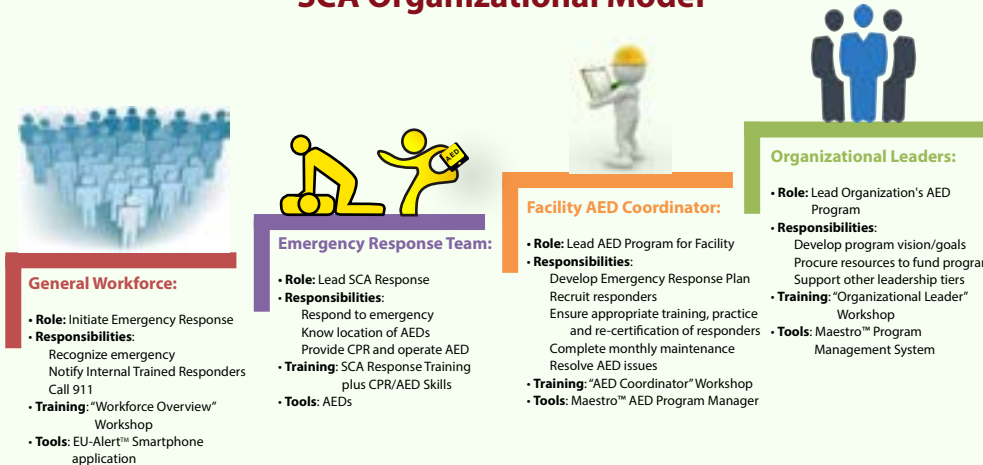 SCA Organizational Model
AED
General Workforce:
• Role: Initiate Emergency Response
• Responsibilities:
Recognize emergency
Notify Internal Trained Responders
Call 911
• Training: “Workforce Overview”
Workshop
• Tools: EU-Alert™ Smartphone
application
Emergency Response Team:
• Role: Lead SCA Response
• Responsibilities:
Respond to emergency
Know location of AEDs
Provide CPR and operate AED
• Training: SCA Response Training
plus CPR/AED Skills
• Tools: AEDs
Facility AED Coordinator:
• Role: Lead AED Program for Facility
• Responsibilities:
Develop Emergency Response Plan
Recruit responders
Ensure appropriate training, practice
and re-certification of responders
Complete monthly maintenance
Resolve AED issues
• Training: “AED Coordinator” Workshop
• Tools: Maestro™ AED Program Manager
Organizational Leaders:
• Role: Lead Organization's AED
Program
• Responsibilities:
Develop program vision/goals
Procure resources to fund program
Support other leadership tiers
• Training: “Organizational Leader”
Workshop
• Tools: Maestro™ Program
Management System